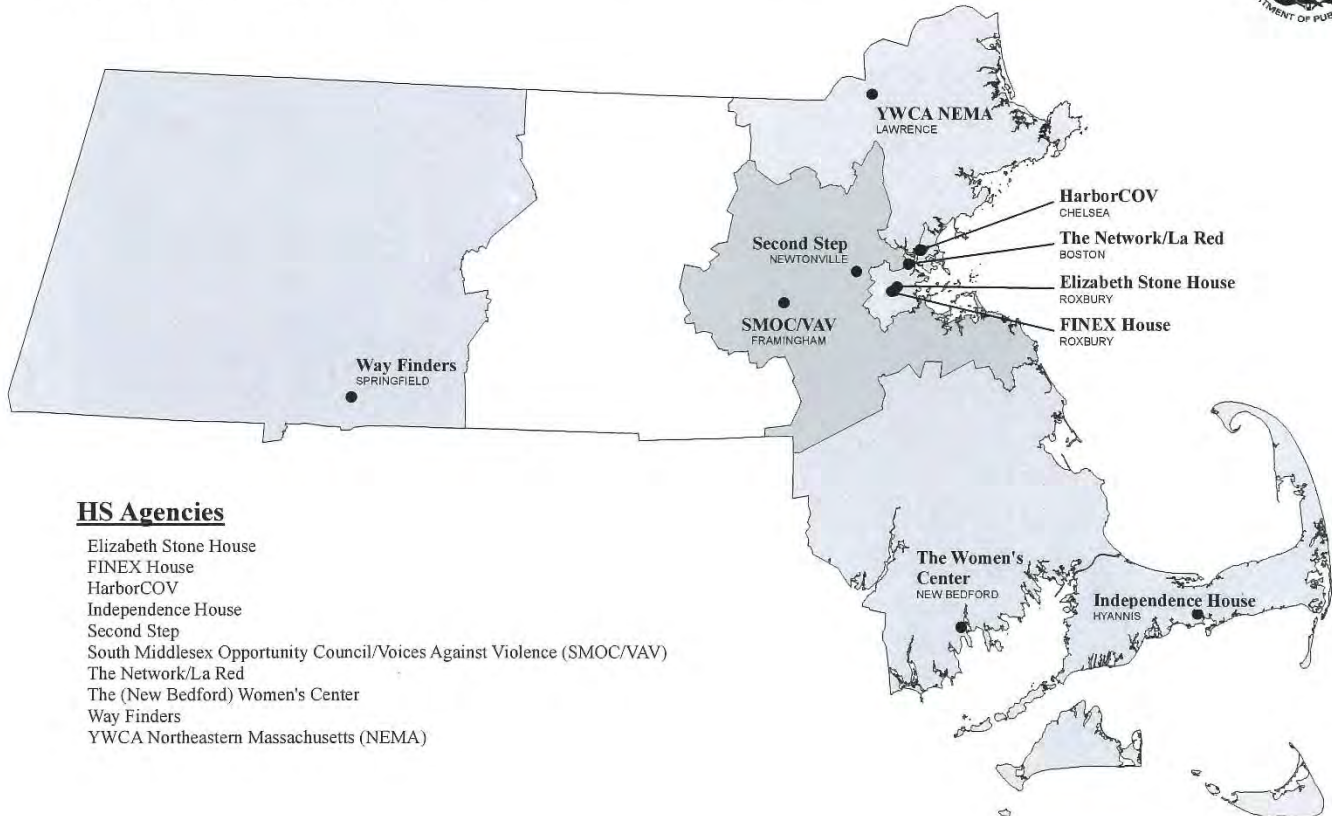 TMENT OF PUB
YWCA NEMA
LAWRENCE
HarborCOV
CHELSEA
The Network/La Red
BOSTON
Elizabeth Stone House
ROXBURY
FINEX House
ROXBURY
Second Step
NEWTONVILLE
SMOC/VAV
FRAMINGHAM
Way Finders
SPRINGFIELD
The Women's
Center
NEW BEDFORD
Independence House
HYANNIS
HS Agencies
Elizabeth Stone House
FINEX House
HarborCOV
Independence House
Second Step
South Middlesex Opportunity Council/Voices Against Violence (SMOC/VAV)
The Network/La Red
The (New Bedford) Women's Center
Way Finders
YWCA Northeastern Massachusetts (NEMA)